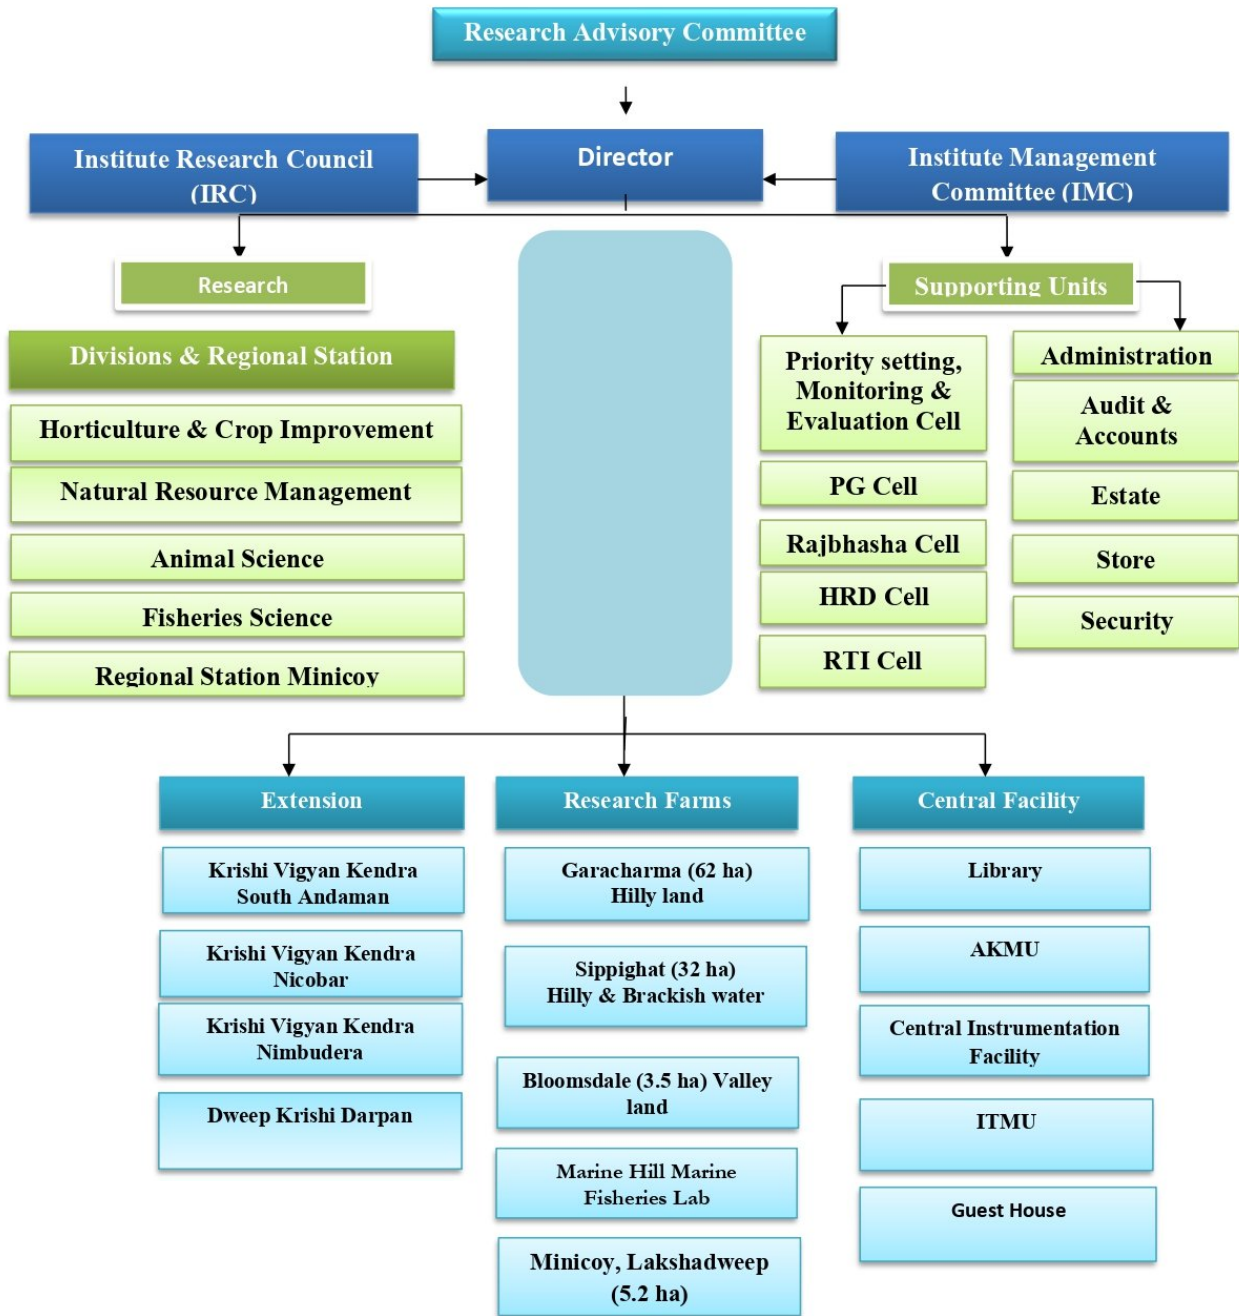 Research Advisory Committee
Institute Research Council
(IRC)
Director
Institute Management
Committee (IMC)
Research
Supporting Units
Divisions & Regional Station
Horticulture & Crop Improvement
Natural Resource Management
Animal Science
Fisheries Science
Regional Station Minicoy
Priority setting,
Monitoring &
Evaluation Cell
PG Cell
Rajbhasha Cell
HRD Cell
RTI Cell
Administration
Audit &
Accounts
Estate
Store
Security
Extension
Krishi Vigyan Kendra
South Andaman
Krishi Vigyan Kendra
Nicobar
Krishi Vigyan Kendra
Nimbudera
Dweep Krishi Darpan
Research Farms
Garacharma (62 ha)
Hilly land
Sippighat (32 ha)
Hilly & Brackish water
Bloomsdale (3.5 ha) Valley
land
Marine Hill Marine
Fisheries Lab
Minicoy, Lakshadweep
(5.2 ha)
Central Facility
Library
AKMU
Central Instrumentation
Facility
ITMU
Guest House